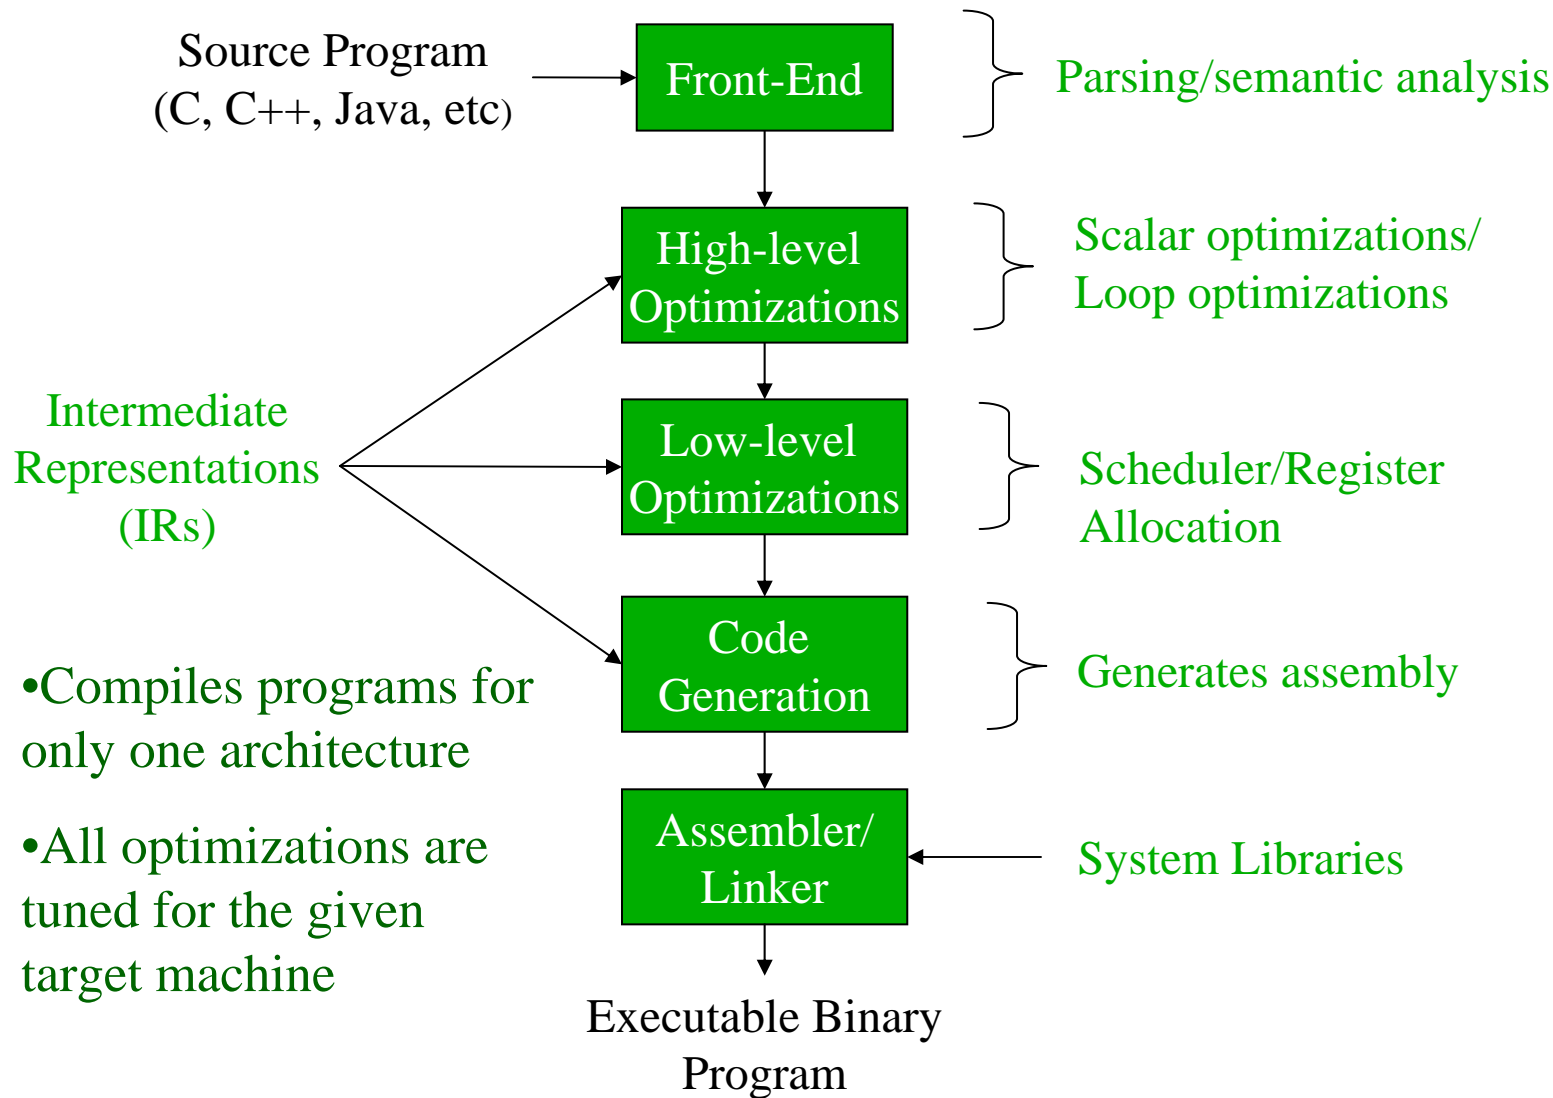 Source Program
(C, C++, Java, etc)
Front-End
Parsing/semantic analysis
High-level
Optimizations
Scalar optimizations/
Loop optimizations
Intermediate
Representations
(IRs)
Low-level
Optimizations
Scheduler/Register
Allocation
Code
Generation
Generates assembly
•Compiles programs for
only one architecture
•All optimizations are
tuned for the given
target machine
Assembler/
Linker
System Libraries
Executable Binary
Program